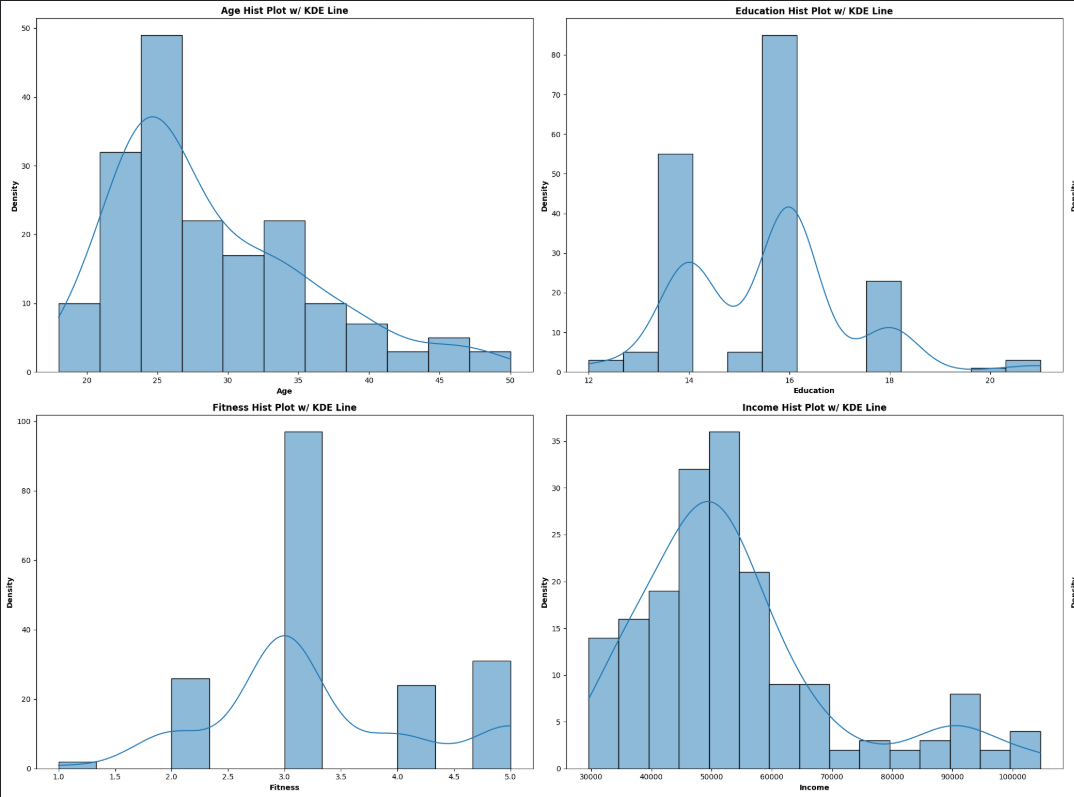 Age Hist Plot w/ KDE Line
50
40
30
20
10
0
Density
20 25 30 35 40 45 50
Age
Education Hist Plot w/ KDE Line
80
70
60
50
40
30
20
10
0
Density
12 14 16 18 20
Education
Density
Fitness Hist Plot w/ KDE Line
100
80
60
40
20
0
Density
1.0 1.5 2.0 2.5 3.0 3.5 4.0 4.5 5.0
Fitness
Income Hist Plot w/ KDE Line
35
30
25
20
15
10
5
0
Density
30000 40000 50000 60000 70000 80000 90000 100000
Income
Density